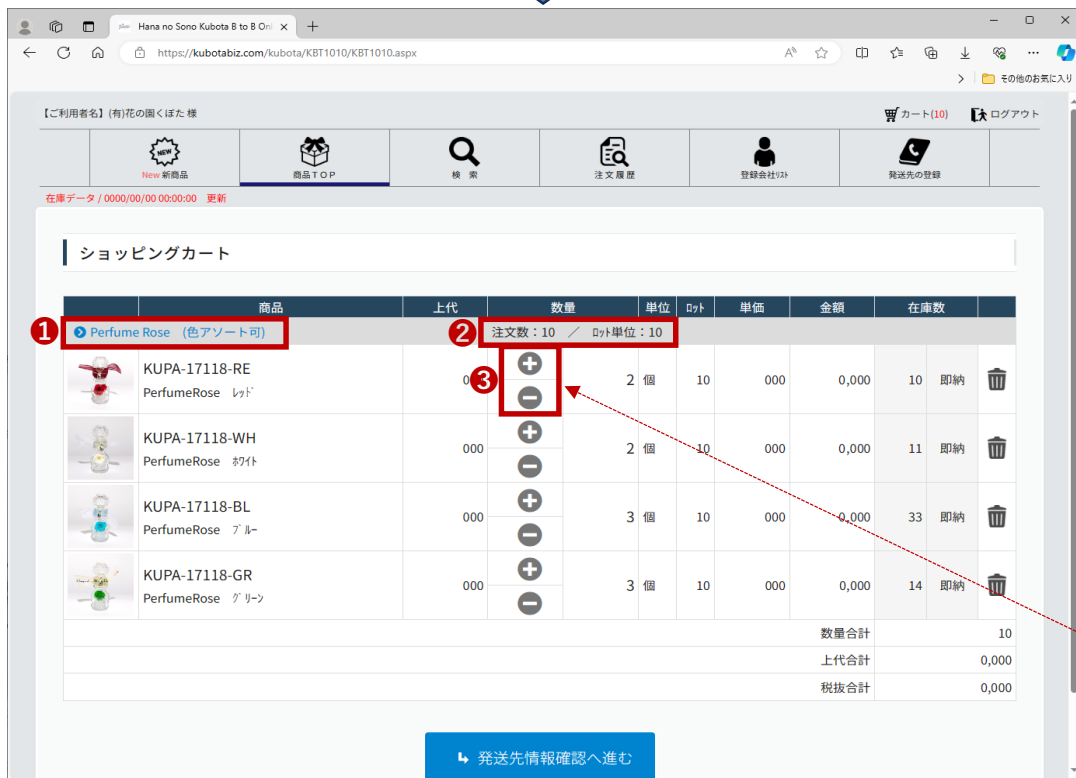 Hana no Sono Kubota B to B Onl
https://kubotabiz.com/kubota/KBT1010/KBT1010.aspx
その他のお気に入り
【ご利用者名】(有)花の園くぼた 様
カート(10)
ログアウト
NEW
New 新商品
商品TOP
検 索
注文履歴
登録会社ﾘｽﾄ
発送先の登録
在庫データ / 0000/00/00 00:00:00 更新
ショッピングカート
商品 上代 数量 単位 ﾛｯﾄ 単価 金額 在庫数
❶ Perfume Rose (色アソート可) ❷ 注文数：10 ／ ﾛｯﾄ単位：10
❸
KUPA-17118-RE
PerfumeRose ﾚｯﾄﾞ
0 2 個 10 000 0,000 10 即納
KUPA-17118-WH
PerfumeRose ﾎﾜｲﾄ
000 2 個 10 000 0,000 11 即納
KUPA-17118-BL
PerfumeRose ﾌﾞﾙｰ
000 3 個 10 000 0,000 33 即納
KUPA-17118-GR
PerfumeRose ｸﾞﾘｰﾝ
000 3 個 10 000 0,000 14 即納
数量合計 10
上代合計 0,000
税抜合計 0,000
発送先情報確認へ進む